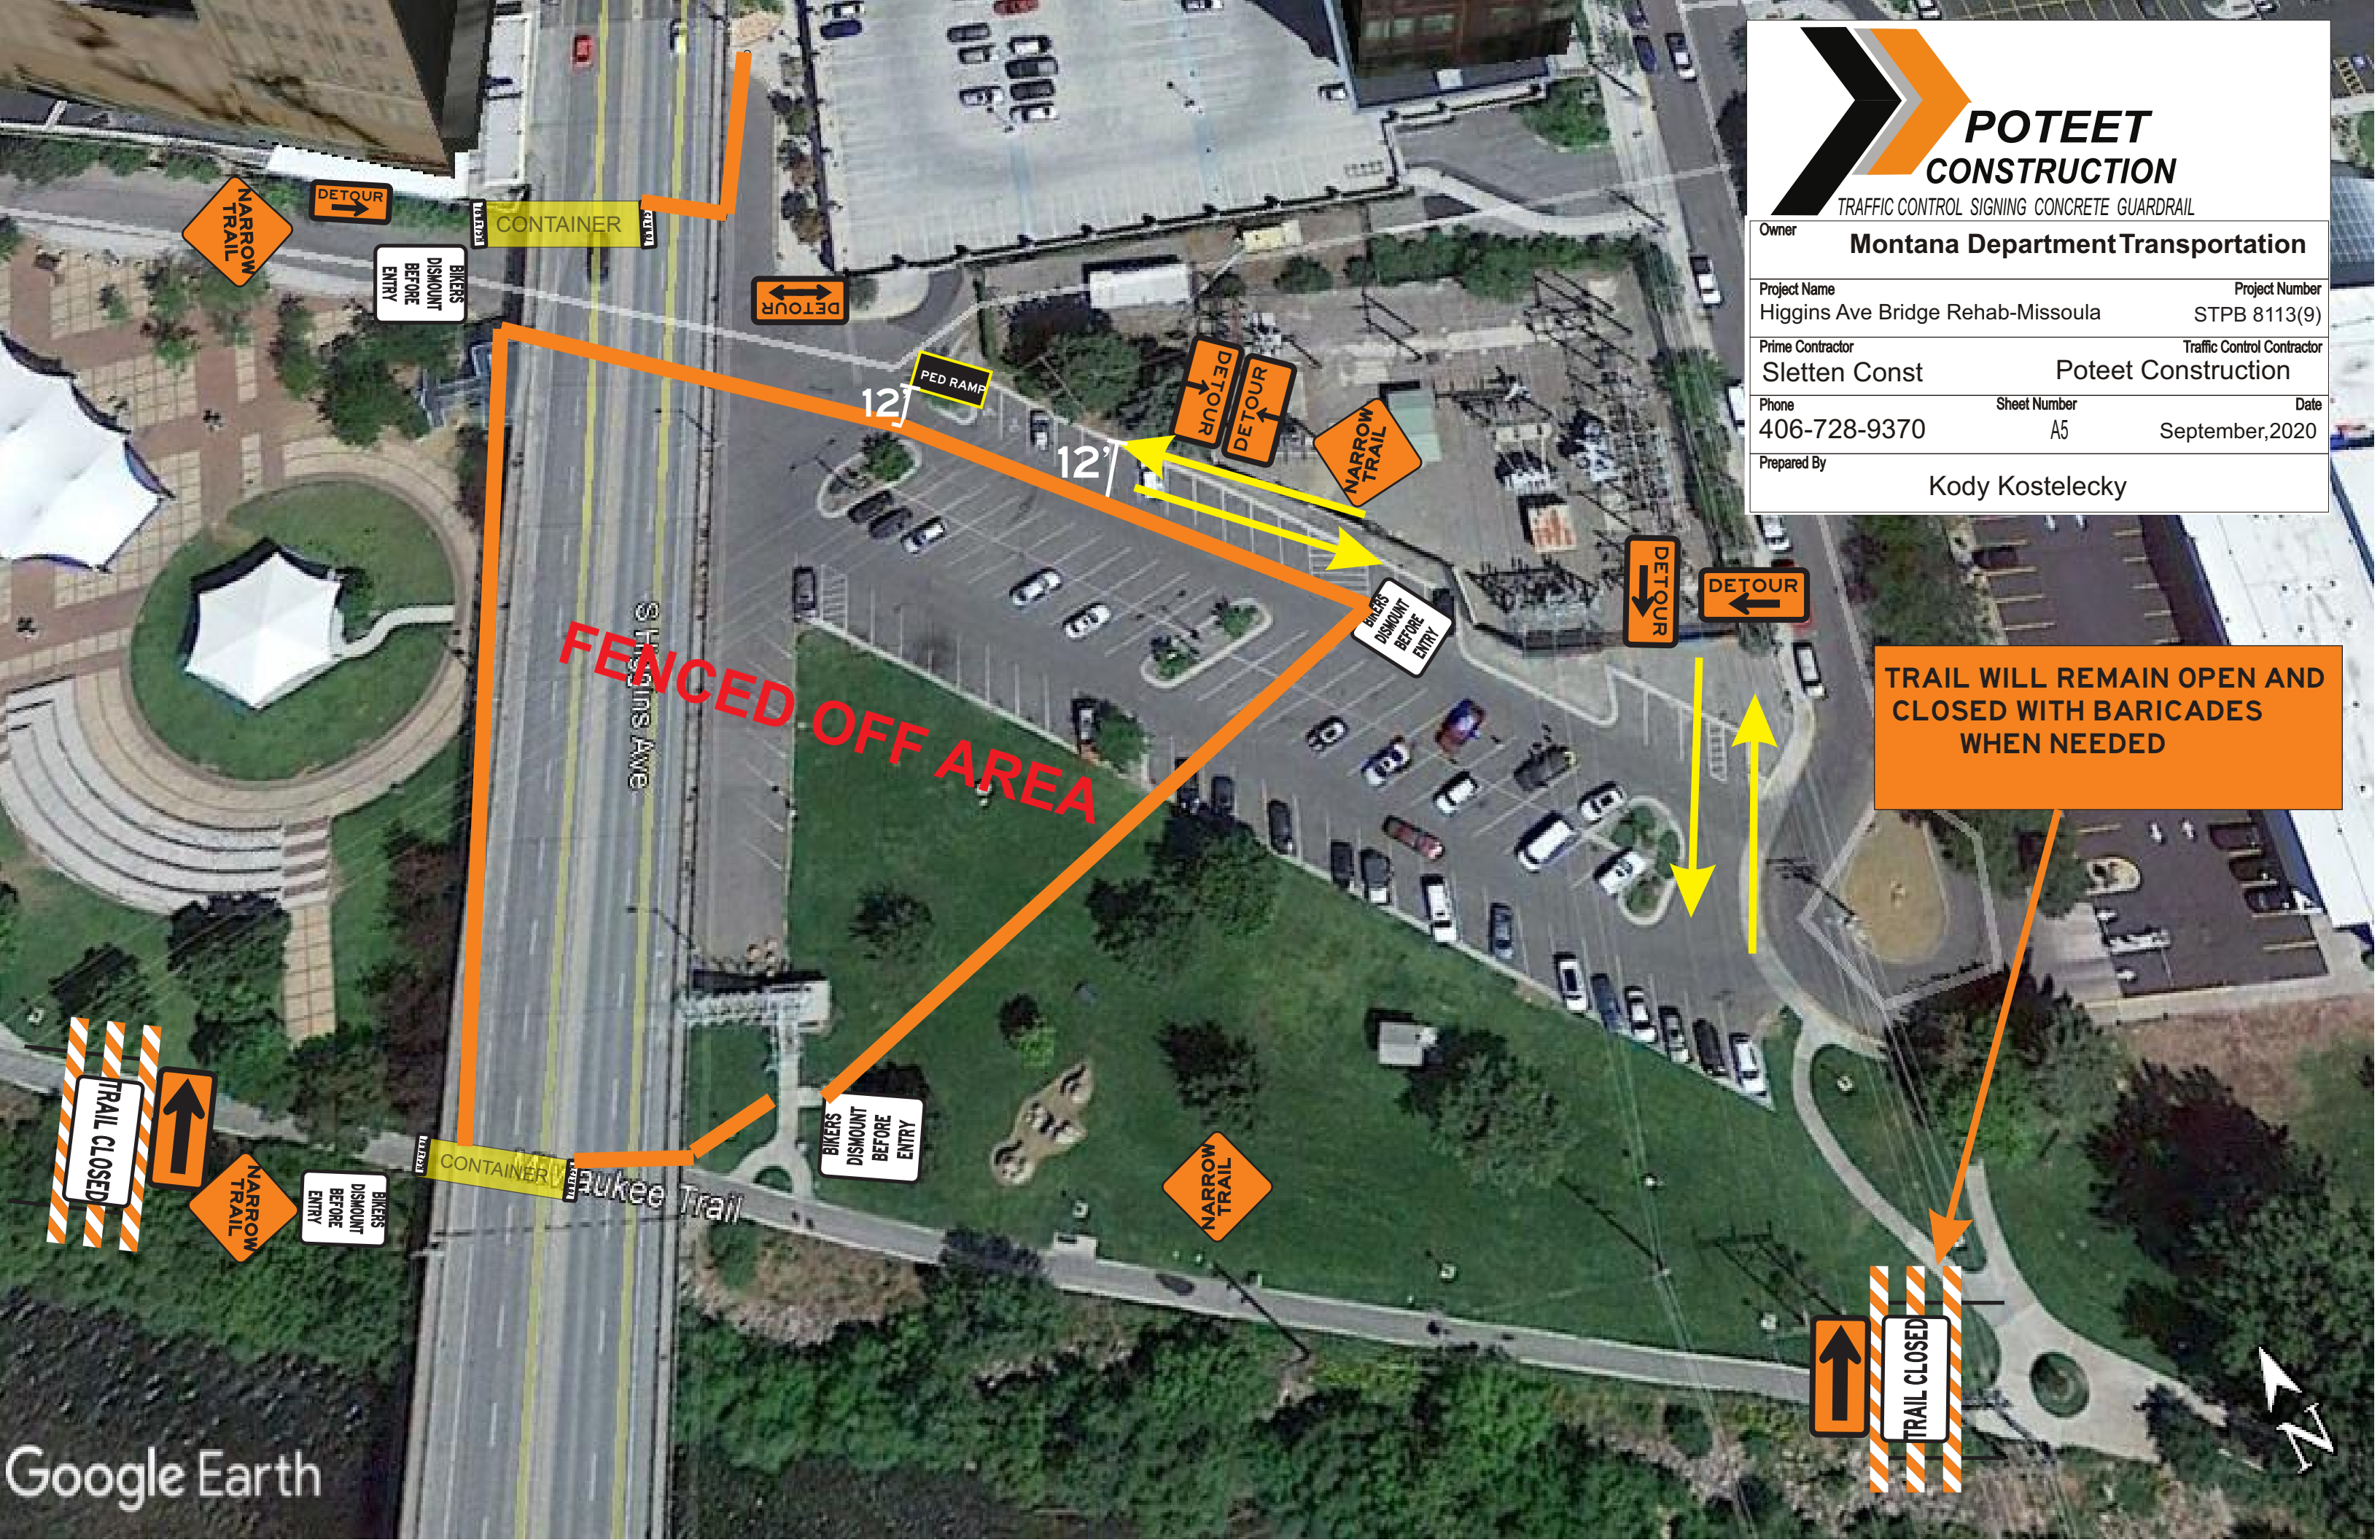 POTEET
CONSTRUCTION
TRAFFIC CONTROL SIGNING CONCRETE GUARDRAIL
Owner
Montana Department Transportation
Project Name
Project Number
Higgins Ave Bridge Rehab-Missoula
STPB 8113(9)
Prime Contractor
Traffic Control Contractor
Sletten Const
Poteet Construction
Phone
Sheet Number
Date
406-728-9370
A5
September,2020
Prepared By
Kody Kostelecky
NARROW
TRAIL
DETOUR
CONTAINER
BIKERS
DISMOUNT
BEFORE
ENTRY
DETOUR
PED RAMP
12'
12'
DETOUR
DETOUR
NARROW
TRAIL
BIKERS
DISMOUNT
BEFORE
ENTRY
DETOUR
DETOUR
TRAIL WILL REMAIN OPEN AND
CLOSED WITH BARICADES
WHEN NEEDED
FENCED OFF AREA
Ave
TRAIL CLOSED
NARROW
TRAIL
BIKERS
DISMOUNT
BEFORE
ENTRY
CONTAINER
Trail
BIKERS
DISMOUNT
BEFORE
ENTRY
NARROW
TRAIL
TRAIL CLOSED
N
Google Earth